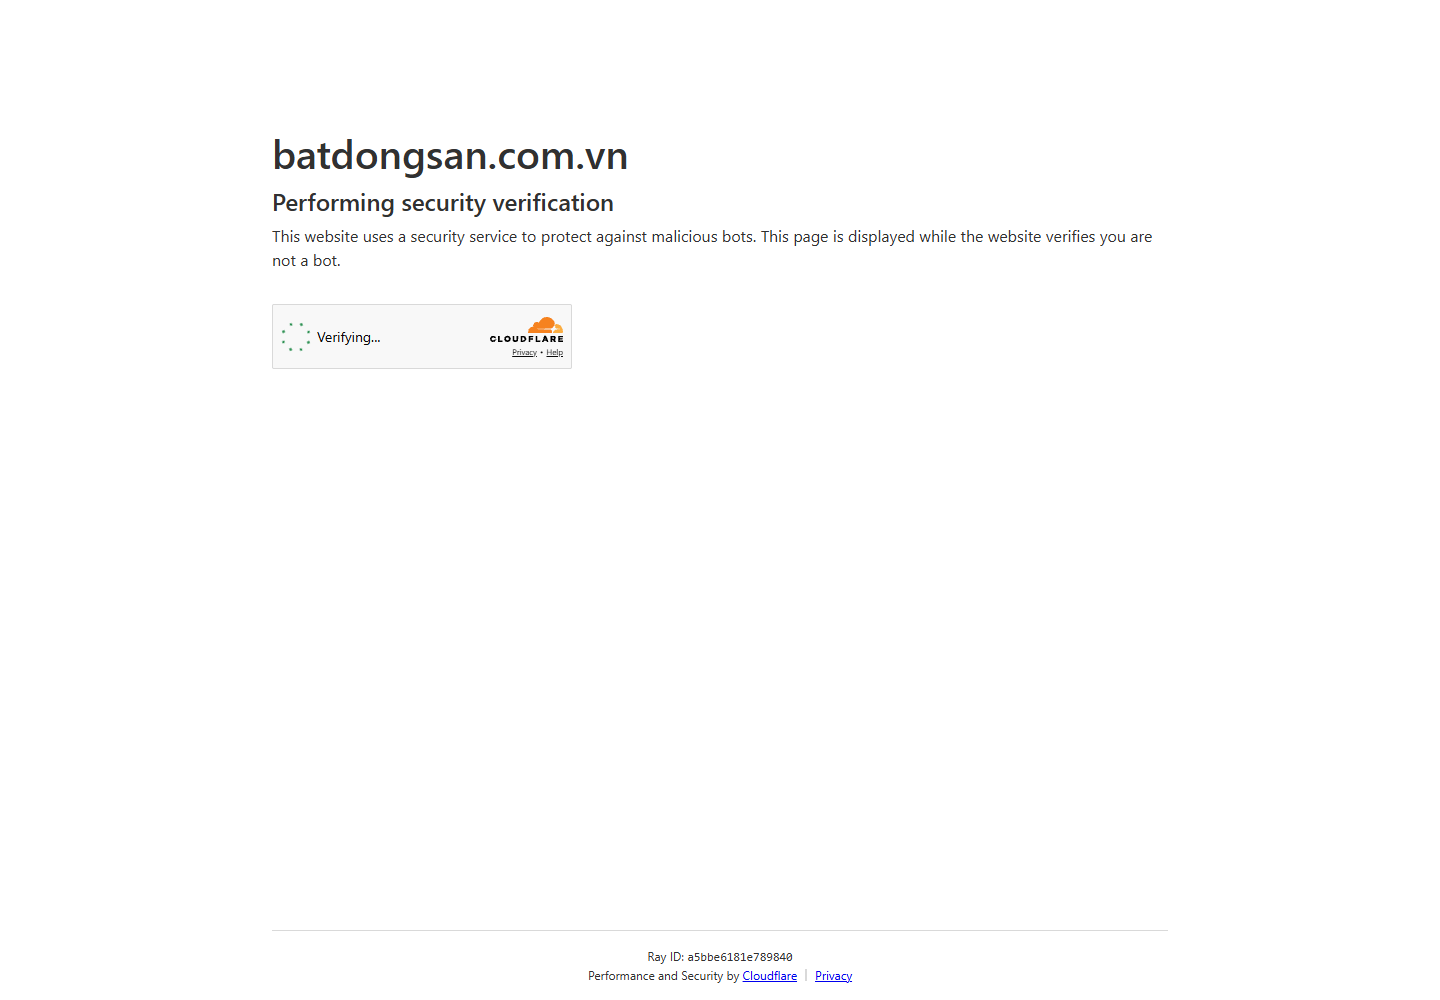 batdongsan.com.vn
Performing security verification
This website uses a security service to protect against malicious bots. This page is displayed while the website verifies you are
not a bot.
Verifying...
CLOUDFLARE
Privacy • Help
Ray ID: a5bbe6181e789840
Performance and Security by Cloudflare | Privacy